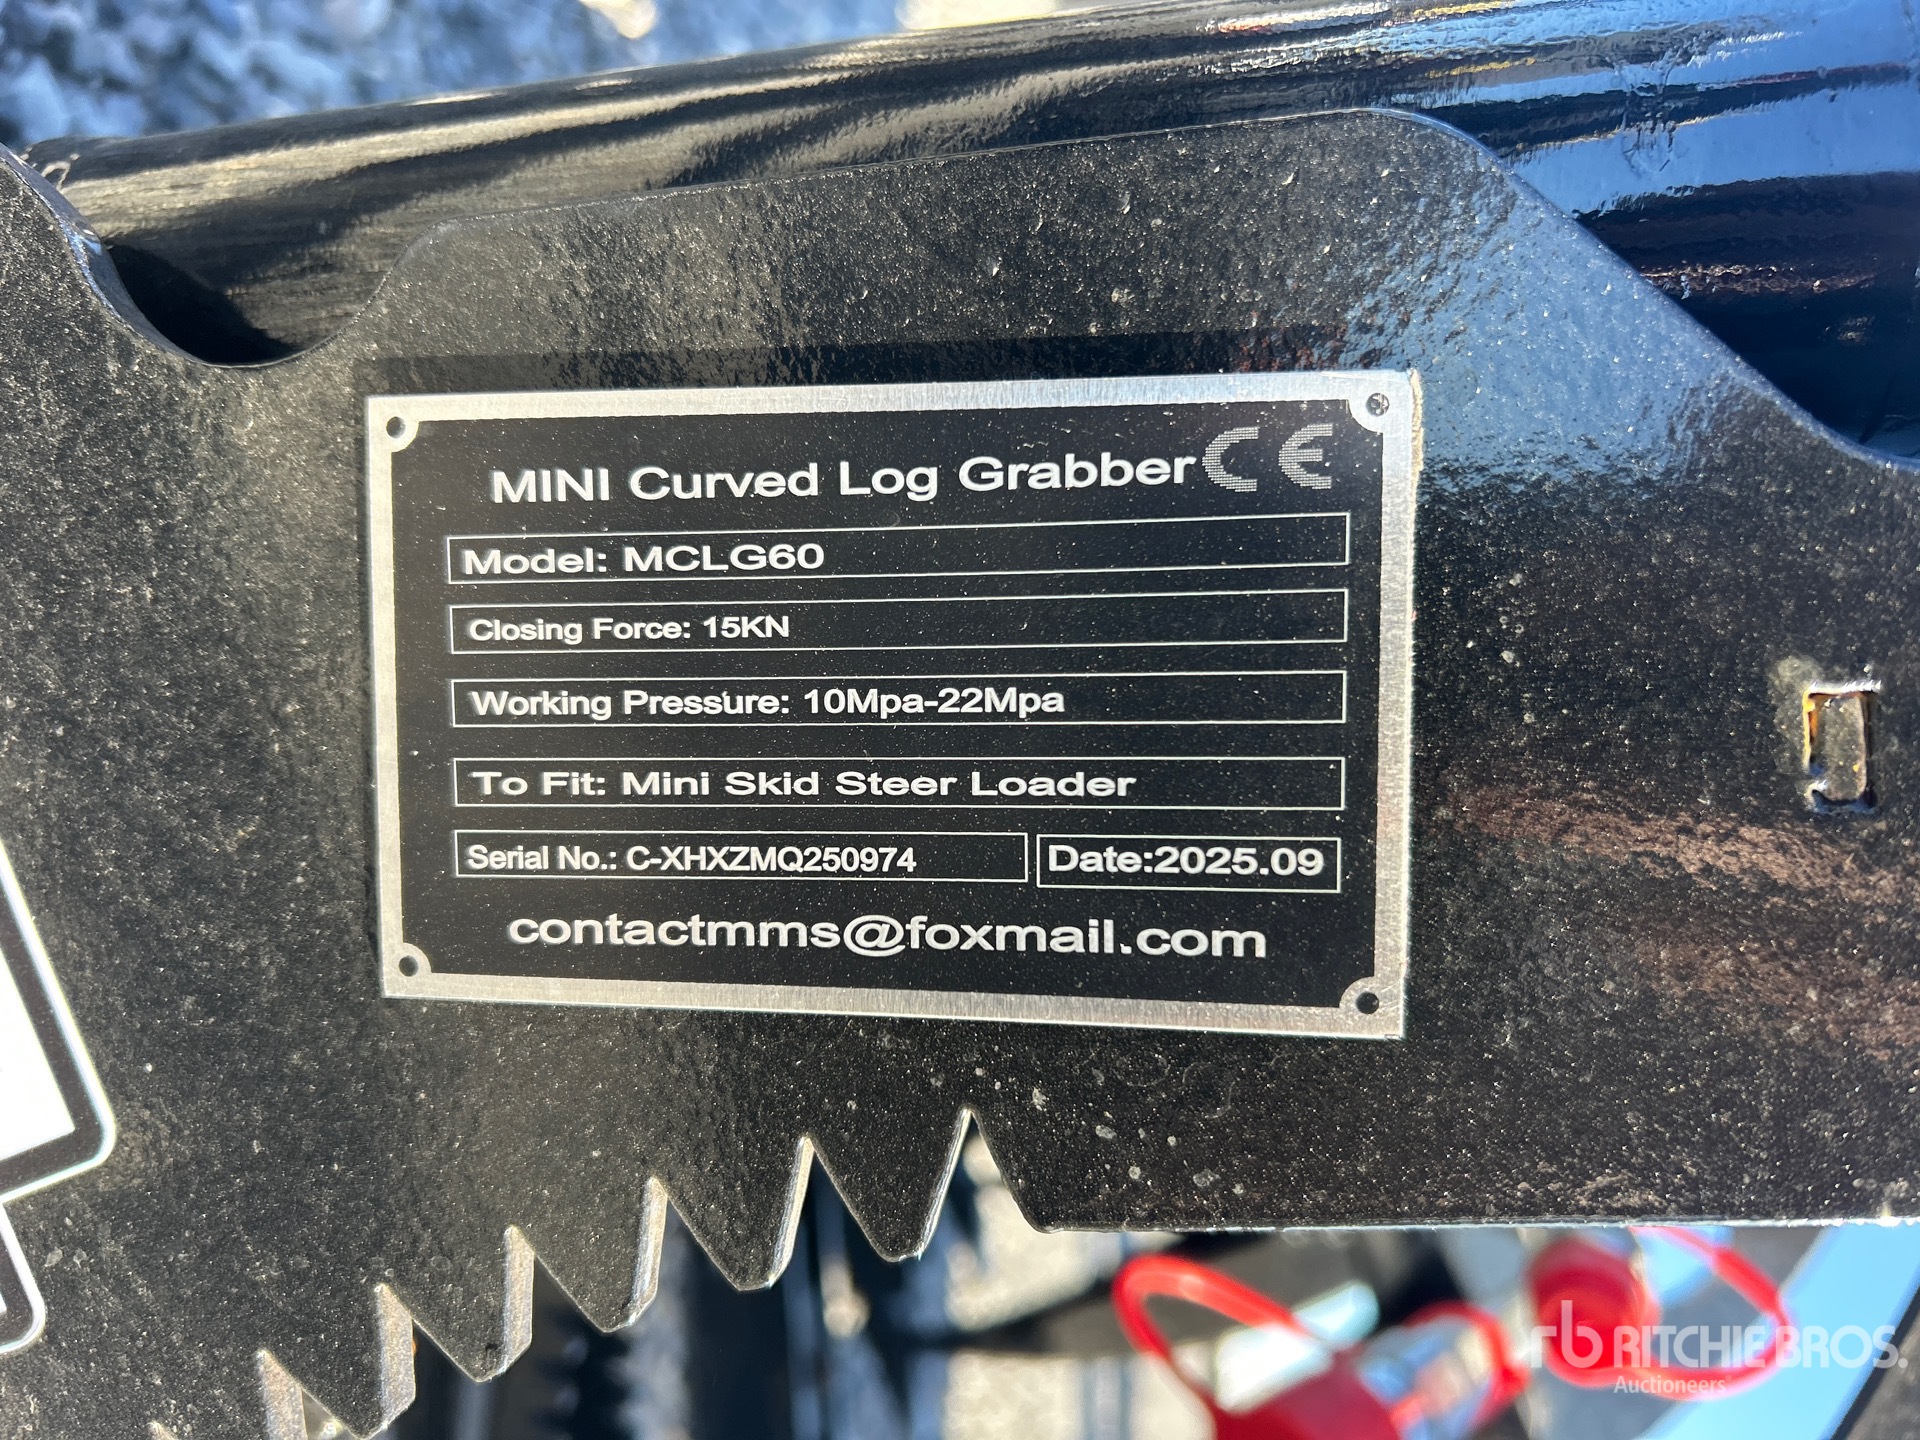 MINI Curved Log Grabber CE
Model: MCLG60
Closing Force: 15KN
Working Pressure: 10Mpa-22Mpa
To Fit: Mini Skid Steer Loader
Serial No.: C-XHXZMQ250974 Date:2025.09
contactmms@foxmail.com
rb RITCHIE BROS.
Auctioneers